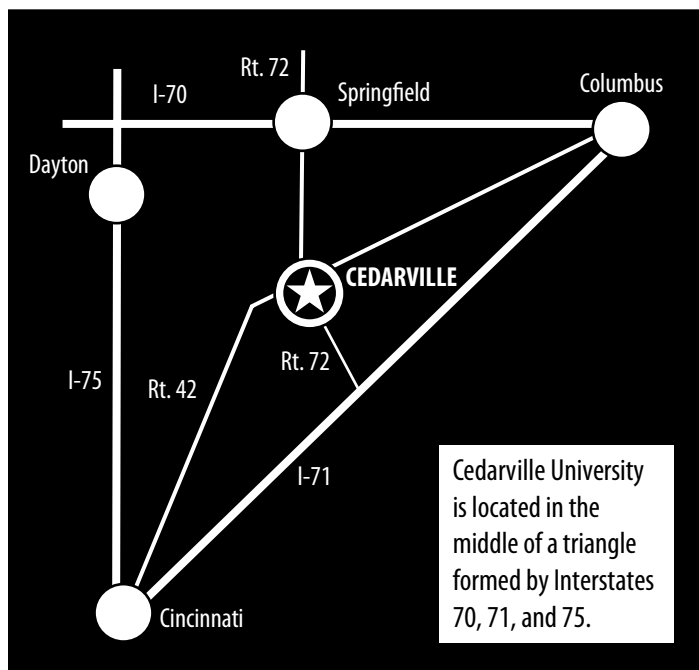 Rt. 72
Columbus
I-70
Springfield
Dayton
CEDARVILLE
Rt. 72
I-75
Rt. 42
I-71
Cedarville University
is located in the
middle of a triangle
formed by Interstates
70, 71, and 75.
Cincinnati